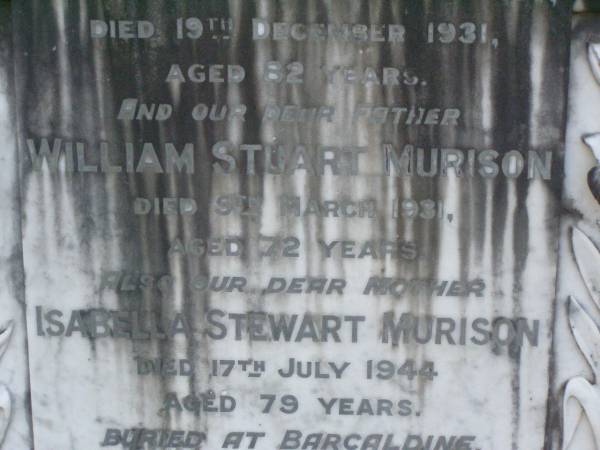 DIED 19TH DECEMBER 1931,
AGED 82 YEARS.
AND OUR DEAR FATHER
WILLIAM STUART MURISON
DIED 9TH MARCH 1931,
AGED 72 YEARS
ALSO OUR DEAR MOTHER
ISABELLA STEWART MURISON
DIED 17TH JULY 1944
AGED 79 YEARS.
BURIED AT BARCALDINE.